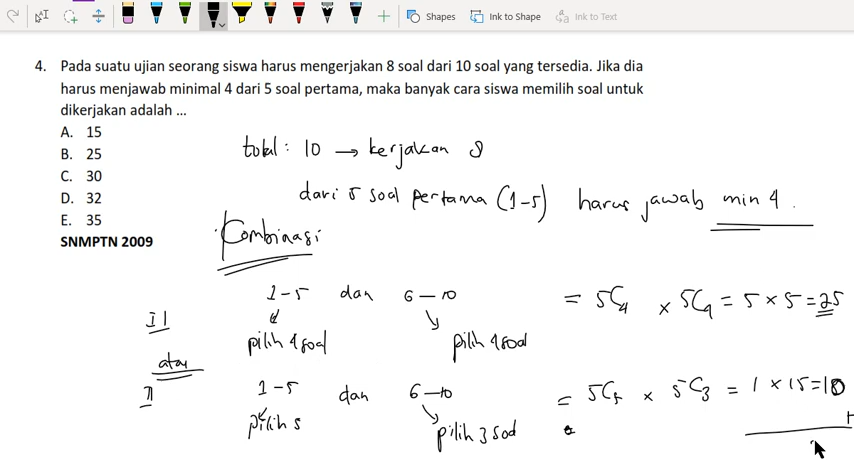 Shapes Ink to Shape Ink to Text
4. Pada suatu ujian seorang siswa harus mengerjakan 8 soal dari 10 soal yang tersedia. Jika dia
harus menjawab minimal 4 dari 5 soal pertama, maka banyak cara siswa memilih soal untuk
dikerjakan adalah ...
A. 15
B. 25
C. 30
D. 32
E. 35
SNMPTN 2009
total : 10 → kerjakan 8
dari 5 soal pertama (1-5) harus jawab min 4.
Kombinasi
1-5 dan 6-10 = 5C4 x 5C4 = 5 x 5 = 25
I|
pilih 4 soal pilih 4 soal
atau
1-5 dan 6-10 = 5C5 x 5C3 = 1 x 15 = 10
pilih 5 pilih 3 soal
+